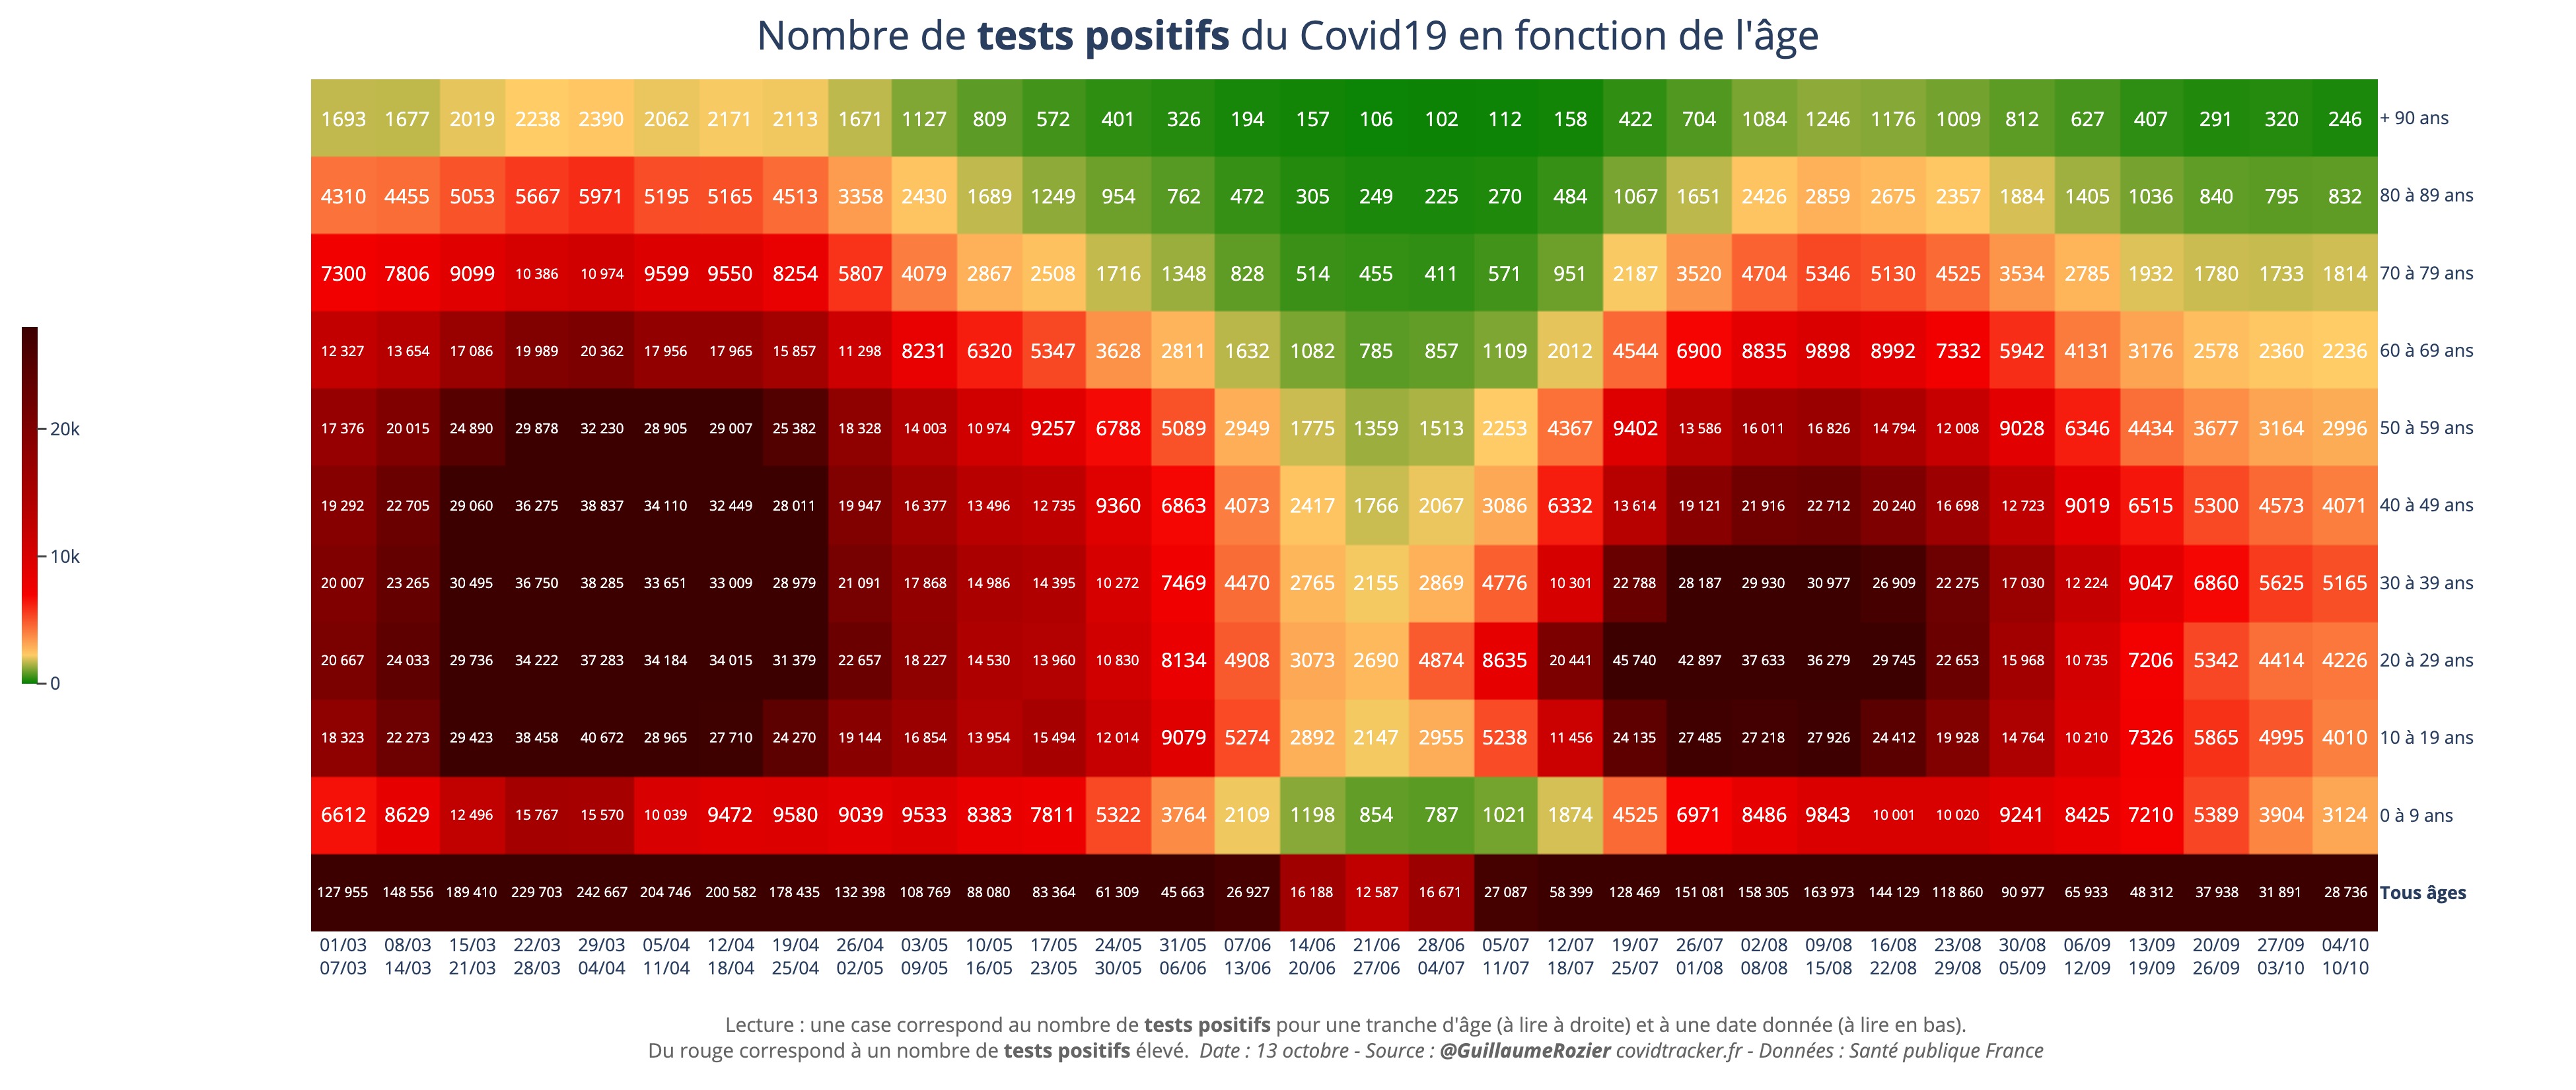 Nombre de tests positifs du Covid19 en fonction de l'âge
1693 1677 2019 2238 2390 2062 2171 2113 1671 1127 809 572 401 326 194 157 106 102 112 158 422 704 1084 1246 1176 1009 812 627 407 291 320 246 + 90 ans
4310 4455 5053 5667 5971 5195 5165 4513 3358 2430 1689 1249 954 762 472 305 249 225 270 484 1067 1651 2426 2859 2675 2357 1884 1405 1036 840 795 832 80 à 89 ans
7300 7806 9099 10 386 10 974 9599 9550 8254 5807 4079 2867 2508 1716 1348 828 514 455 411 571 951 2187 3520 4704 5346 5130 4525 3534 2785 1932 1780 1733 1814 70 à 79 ans
12 327 13 654 17 086 19 989 20 362 17 956 17 965 15 857 11 298 8231 6320 5347 3628 2811 1632 1082 785 857 1109 2012 4544 6900 8835 9898 8992 7332 5942 4131 3176 2578 2360 2236 60 à 69 ans
20k
17 376 20 015 24 890 29 878 32 230 28 905 29 007 25 382 18 328 14 003 10 974 9257 6788 5089 2949 1775 1359 1513 2253 4367 9402 13 586 16 011 16 826 14 794 12 008 9028 6346 4434 3677 3164 2996 50 à 59 ans
19 292 22 705 29 060 36 275 38 837 34 110 32 449 28 011 19 947 16 377 13 496 12 735 9360 6863 4073 2417 1766 2067 3086 6332 13 614 19 121 21 916 22 712 20 240 16 698 12 723 9019 6515 5300 4573 4071 40 à 49 ans
10k
20 007 23 265 30 495 36 750 38 285 33 651 33 009 28 979 21 091 17 868 14 986 14 395 10 272 7469 4470 2765 2155 2869 4776 10 301 22 788 28 187 29 930 30 977 26 909 22 275 17 030 12 224 9047 6860 5625 5165 30 à 39 ans
20 667 24 033 29 736 34 222 37 283 34 184 34 015 31 379 22 657 18 227 14 530 13 960 10 830 8134 4908 3073 2690 4874 8635 20 441 45 740 42 897 37 633 36 279 29 745 22 653 15 968 10 735 7206 5342 4414 4226 20 à 29 ans
0
18 323 22 273 29 423 38 458 40 672 28 965 27 710 24 270 19 144 16 854 13 954 15 494 12 014 9079 5274 2892 2147 2955 5238 11 456 24 135 27 485 27 218 27 926 24 412 19 928 14 764 10 210 7326 5865 4995 4010 10 à 19 ans
6612 8629 12 496 15 767 15 570 10 039 9472 9580 9039 9533 8383 7811 5322 3764 2109 1198 854 787 1021 1874 4525 6971 8486 9843 10 001 10 020 9241 8425 7210 5389 3904 3124 0 à 9 ans
127 955 148 556 189 410 229 703 242 667 204 746 200 582 178 435 132 398 108 769 88 080 83 364 61 309 45 663 26 927 16 188 12 587 16 671 27 087 58 399 128 469 151 081 158 305 163 973 144 129 118 860 90 977 65 933 48 312 37 938 31 891 28 736 Tous âges
01/03 08/03 15/03 22/03 29/03 05/04 12/04 19/04 26/04 03/05 10/05 17/05 24/05 31/05 07/06 14/06 21/06 28/06 05/07 12/07 19/07 26/07 02/08 09/08 16/08 23/08 30/08 06/09 13/09 20/09 27/09 04/10
07/03 14/03 21/03 28/03 04/04 11/04 18/04 25/04 02/05 09/05 16/05 23/05 30/05 06/06 13/06 20/06 27/06 04/07 11/07 18/07 25/07 01/08 08/08 15/08 22/08 29/08 05/09 12/09 19/09 26/09 03/10 10/10
Lecture : une case correspond au nombre de tests positifs pour une tranche d'âge (à lire à droite) et à une date donnée (à lire en bas).
Du rouge correspond à un nombre de tests positifs élevé. Date : 13 octobre - Source : @GuillaumeRozier covidtracker.fr - Données : Santé publique France